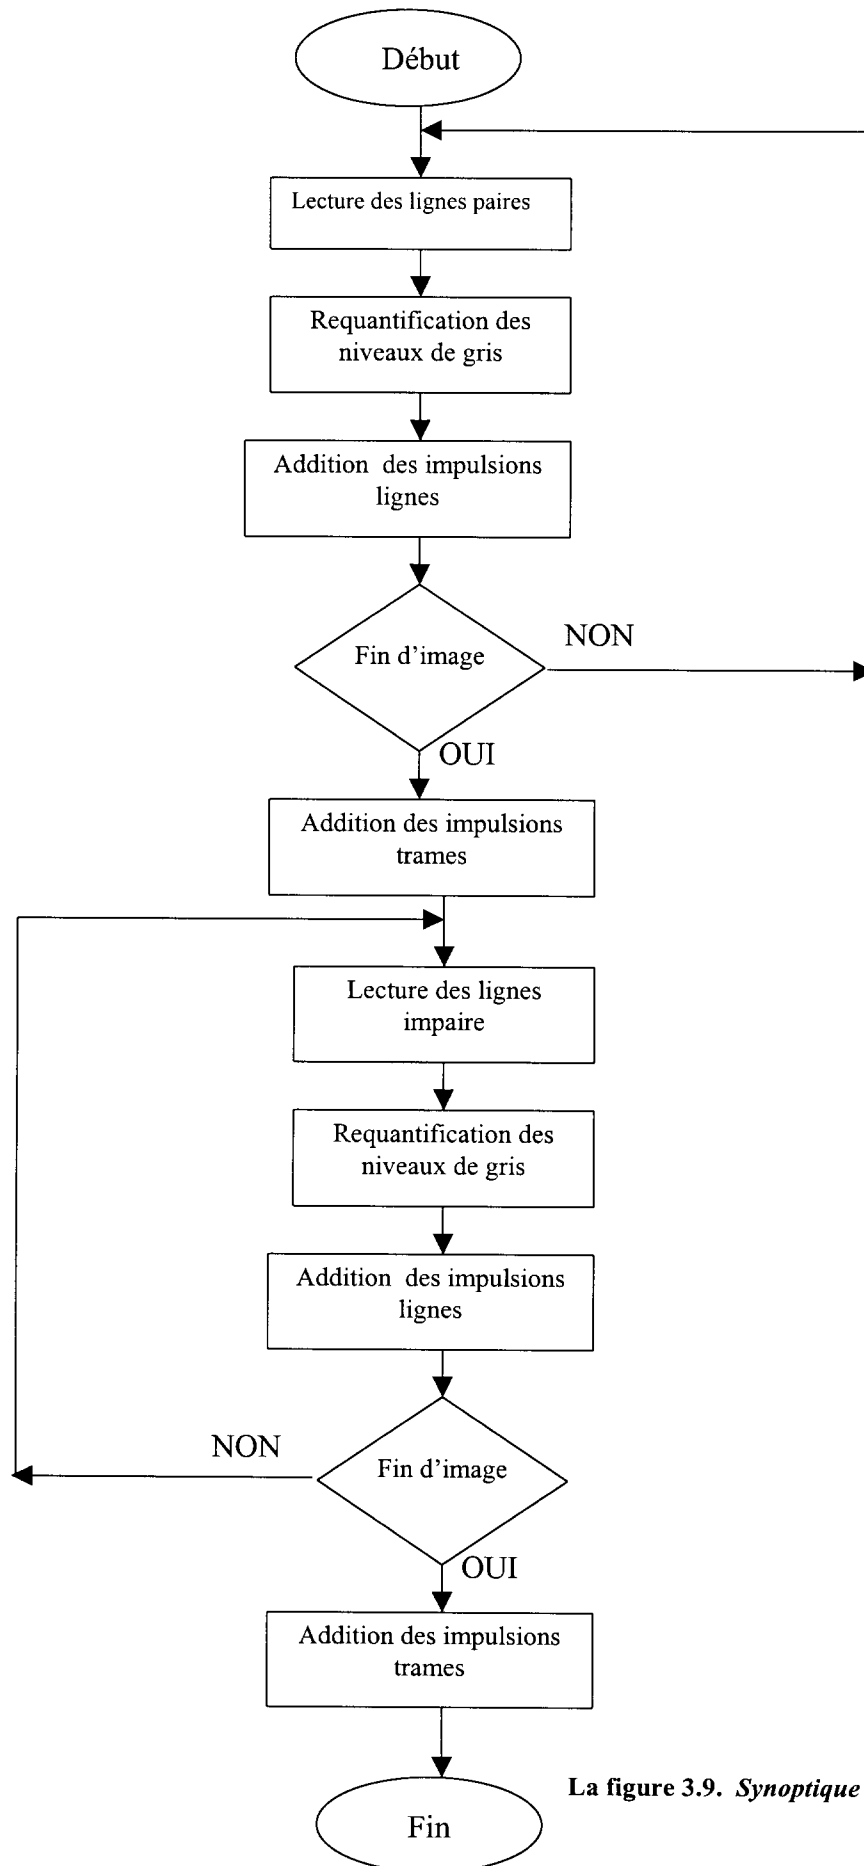 Début
Lecture des lignes paires
Requantification des
niveaux de gris
Addition des impulsions
lignes
Fin d'image
NON
OUI
Addition des impulsions
trames
Lecture des lignes
impaire
Requantification des
niveaux de gris
Addition des impulsions
lignes
NON
Fin d'image
OUI
Addition des impulsions
trames
La figure 3.9. Synoptique
Fin